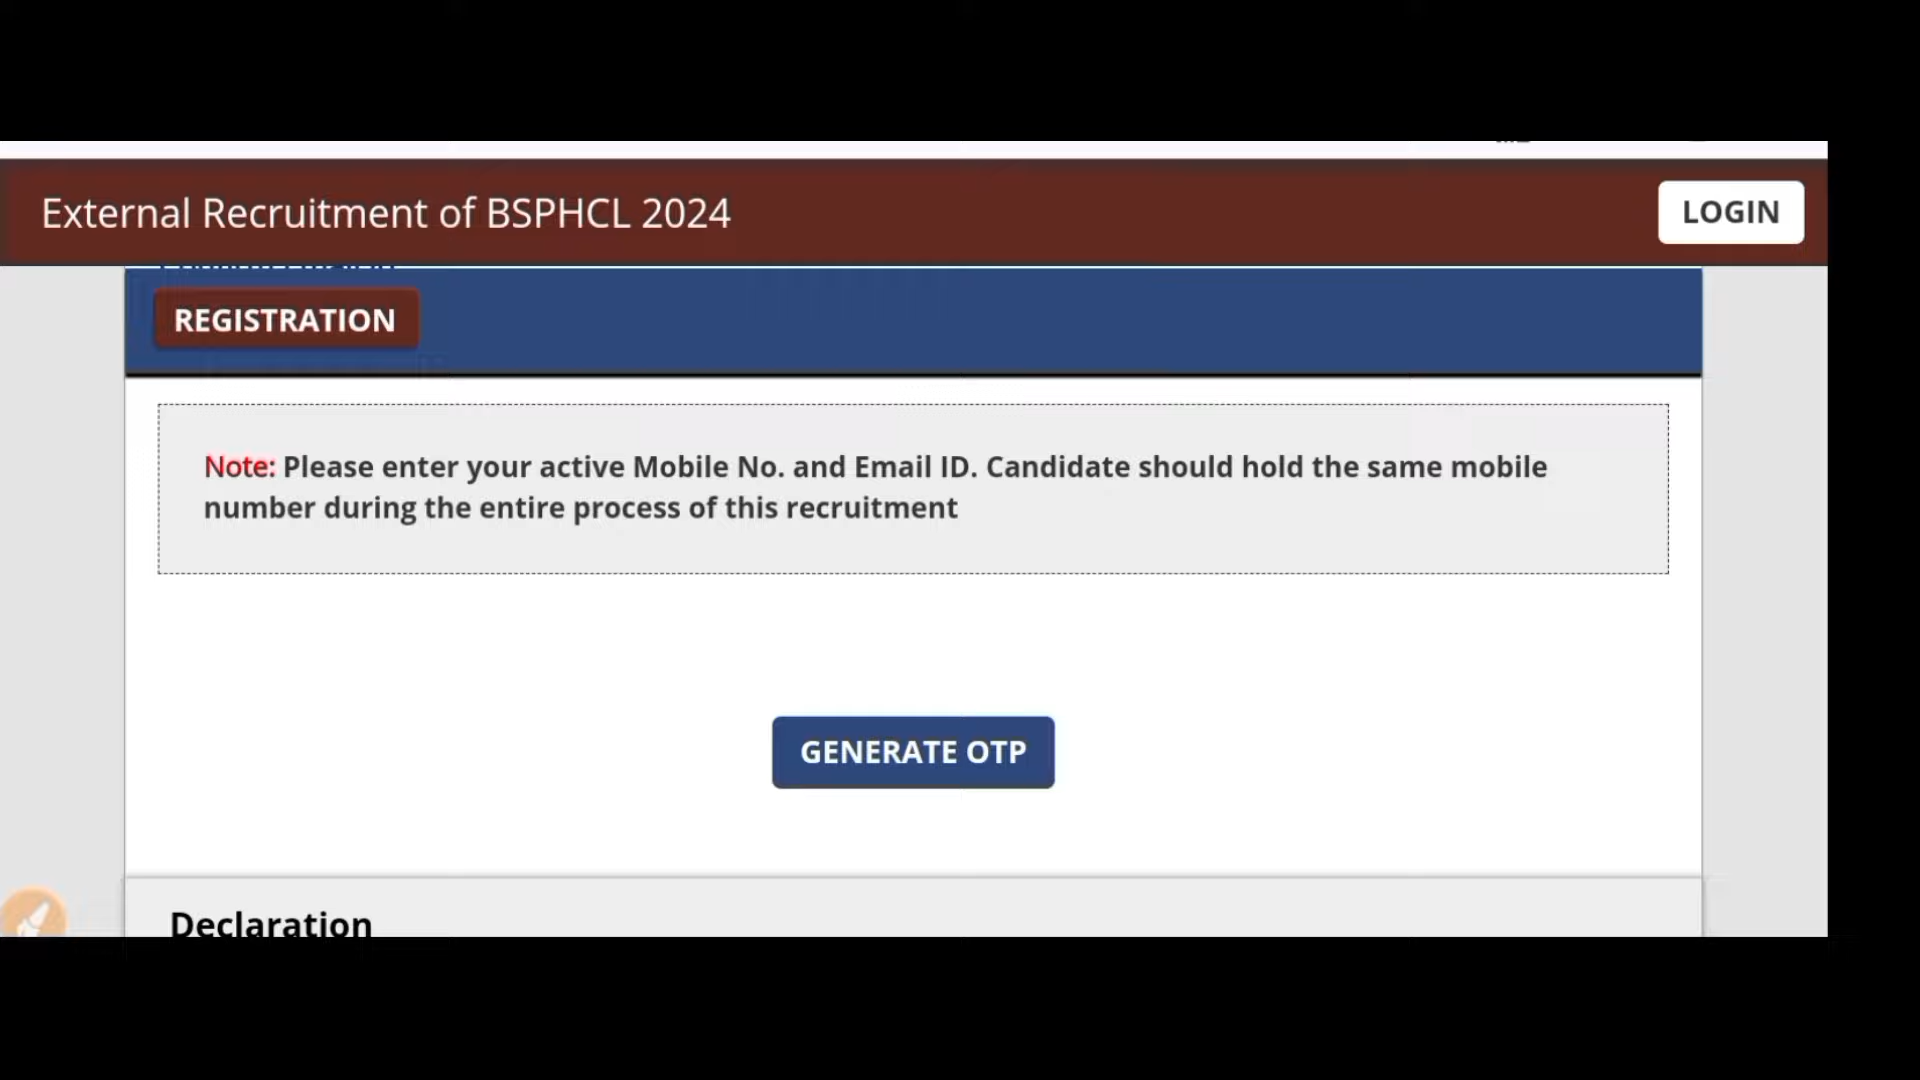 External Recruitment of BSPHCL 2024
LOGIN
REGISTRATION
Note: Please enter your active Mobile No. and Email ID. Candidate should hold the same mobile
number during the entire process of this recruitment
GENERATE OTP
Declaration